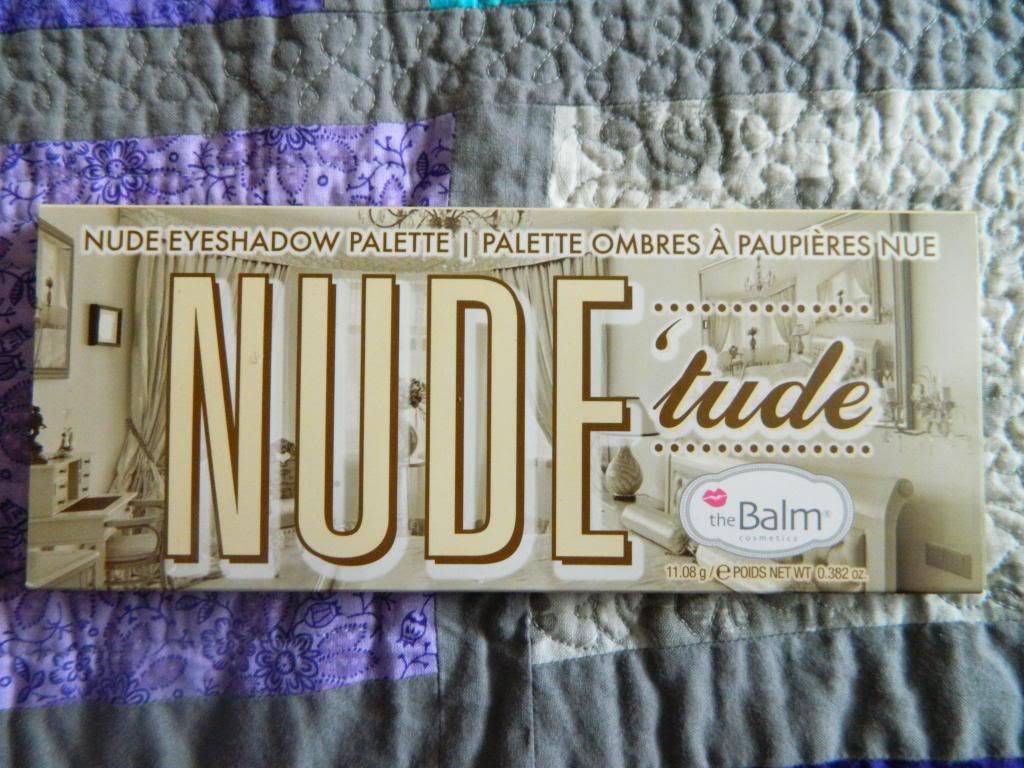 NUDE EYESHADOW PALETTE | PALETTE OMBRES À PAUPIÈRES NUE
NUDE
'tude
the Balm®
cosmetics
11.08 g / ℮ POIDS NET WT 0.382 oz.